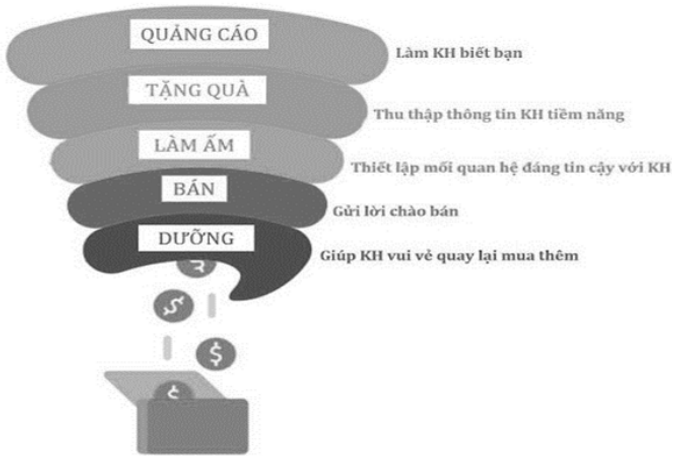 QUẢNG CÁO
Làm KH biết bạn
TẶNG QUÀ
Thu thập thông tin KH tiềm năng
LÀM ẤM
Thiết lập mối quan hệ đáng tin cậy với KH
BÁN
Gửi lời chào bán
DƯỠNG
Giúp KH vui vẻ quay lại mua thêm
$
$
$